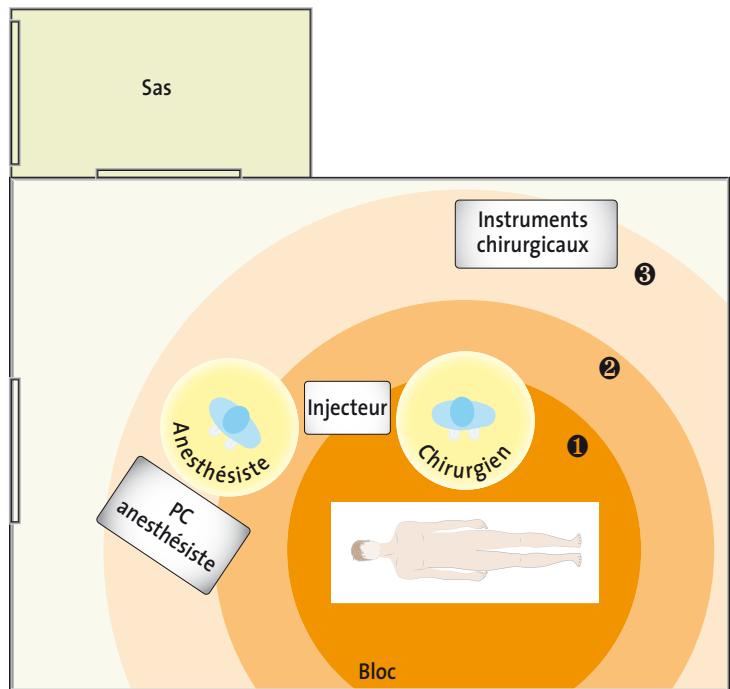 Sas
Instruments
chirurgicaux
❸
❷
Injecteur
❶
Anesthésiste
Chirurgien
PC
anesthésiste
Bloc